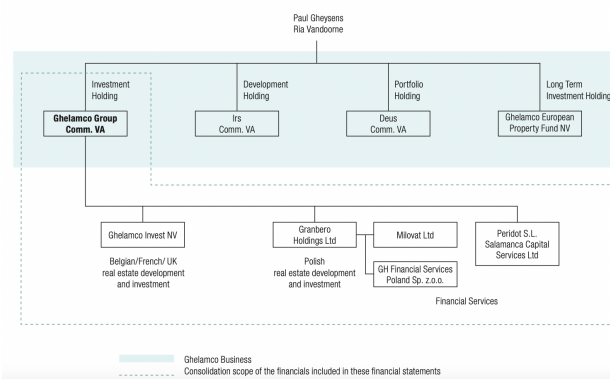 Paul Gheysens
Ria Vandoorne
Investment
Holding
Development
Holding
Portfolio
Holding
Long Term
Investment Holding
Ghelamco Group
Comm. VA
Irs
Comm. VA
Deus
Comm. VA
Ghelamco European
Property Fund NV
Ghelamco Invest NV
Granbero
Holdings Ltd
Milovat Ltd
Peridot S.L.
Salamanca Capital
Services Ltd
Belgian/French/ UK
real estate development
and investment
Polish
real estate development
and investment
GH Financial Services
Poland Sp. z.o.o.
Financial Services
Ghelamco Business
Consolidation scope of the financials included in these financial statements